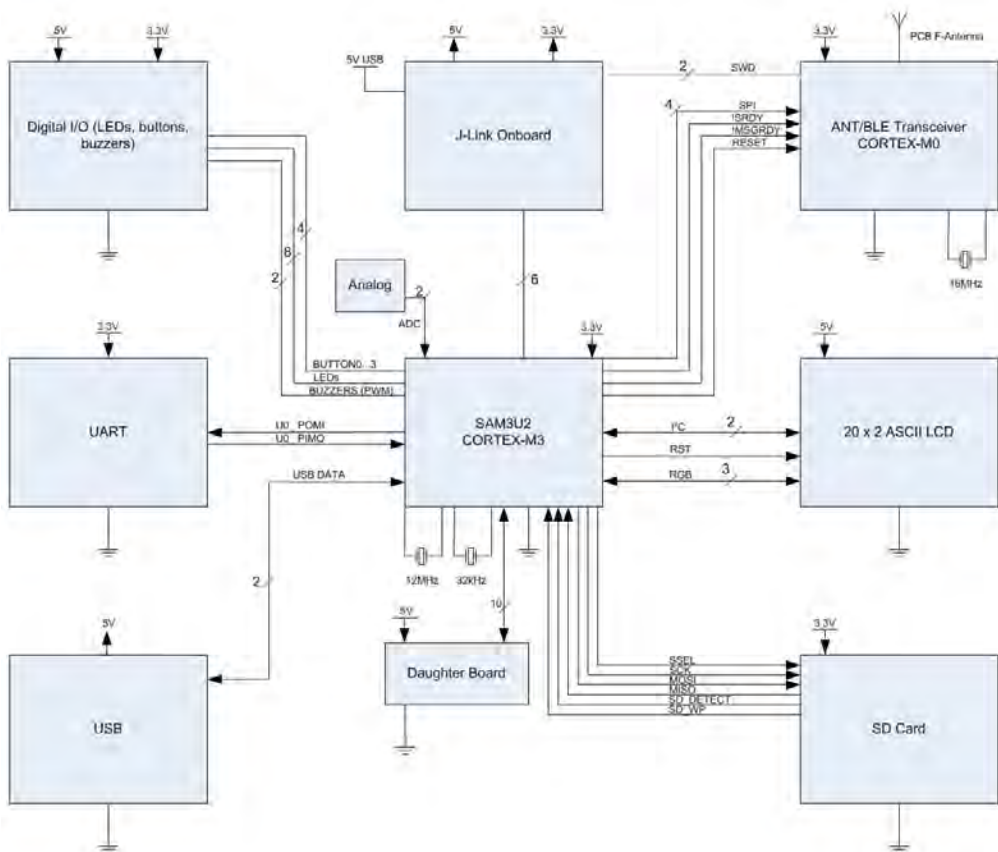 5V
3.3V
5V
3.3V
3.3V
PCB F-Antenna
5V USB
2
SWD
Digital I/O (LEDs, buttons,
buzzers)
J-Link Onboard
ANT/BLE Transceiver
CORTEX-M0
4
SPI
!SRDY
!MSGRDY
RESET
4
8
2
Analog
2
ADC
6
16MHz
3.3V
3.3V
5V
BUTTON0...3
LEDs
BUZZERS (PWM)
UART
SAM3U2
CORTEX-M3
20 x 2 ASCII LCD
U0_POMI
U0_PIMO
USB DATA
I²C
2
RST
RGB
3
12MHz
32kHz
2
10
5V
5V
3.3V
Daughter Board
SSEL
SCK
MOSI
MISO
SD_DETECT
SD_WP
USB
SD Card